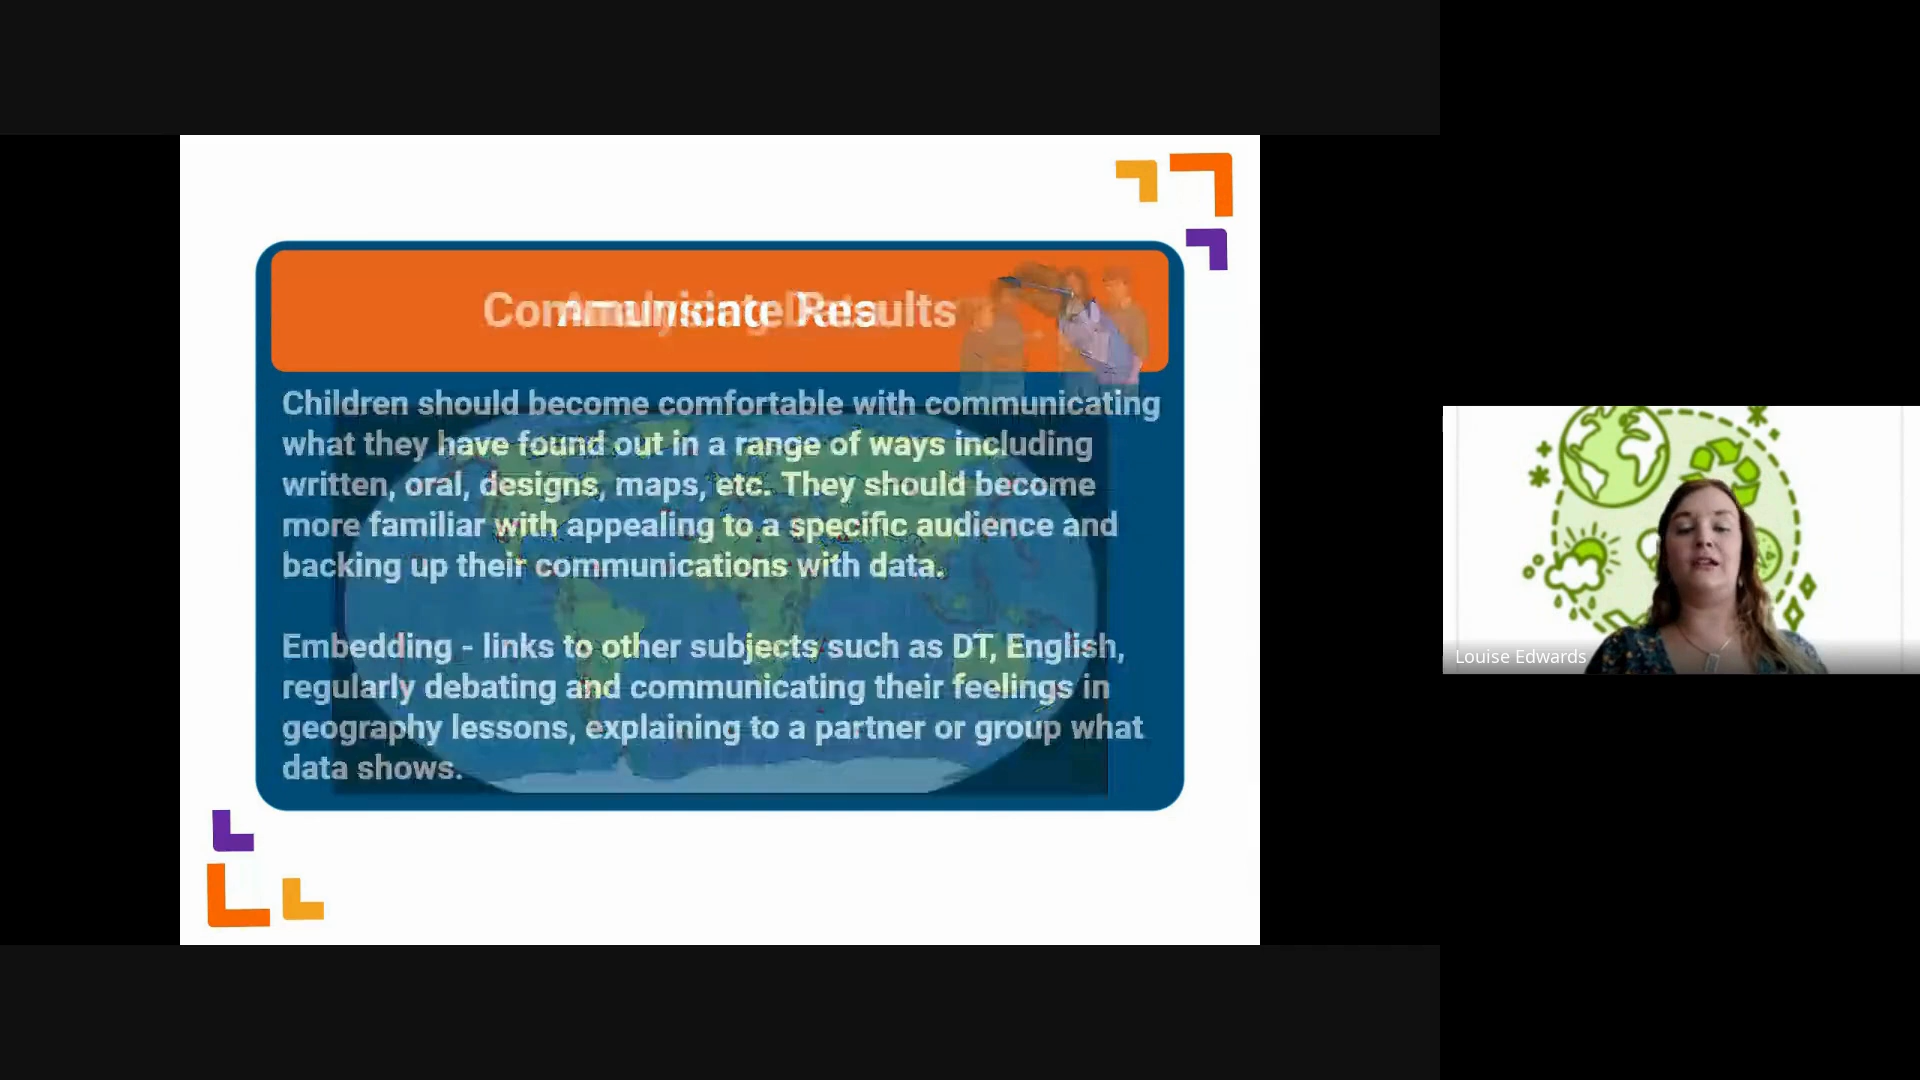 Communicate Results
Children should become comfortable with communicating
what they have found out in a range of ways including
written, oral, designs, maps, etc. They should become
more familiar with appealing to a specific audience and
backing up their communications with data.
Embedding - links to other subjects such as DT, English,
regularly debating and communicating their feelings in
geography lessons, explaining to a partner or group what
data shows.
Louise Edwards